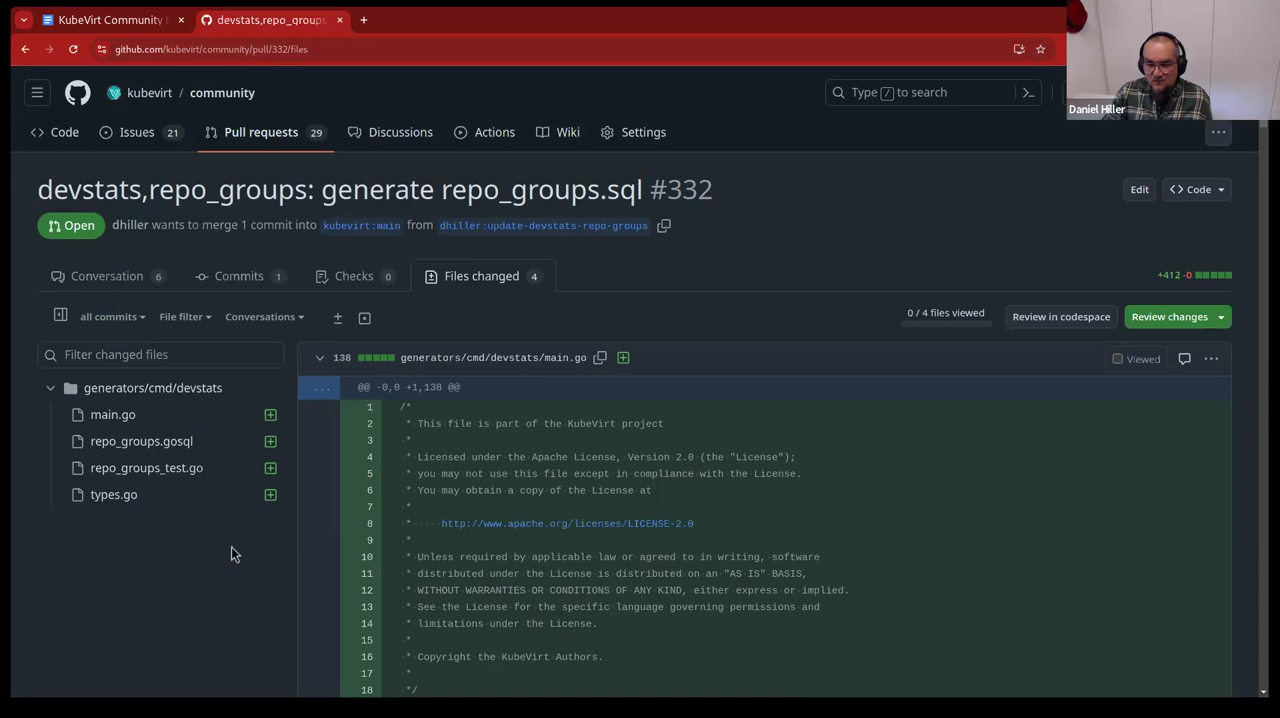 KubeVirt Community
devstats,repo_groups:
github.com/kubevirt/community/pull/332/files
Daniel Hiller
kubevirt / community
Type / to search
Code
Issues 21
Pull requests 29
Discussions
Actions
Wiki
Settings
devstats,repo_groups: generate repo_groups.sql #332
Edit
Code
Open
dhiller wants to merge 1 commit into kubevirt:main from dhiller:update-devstats-repo-groups
Conversation 6
Commits 1
Checks 0
Files changed 4
+412 -0
all commits
File filter
Conversations
0 / 4 files viewed
Review in codespace
Review changes
Filter changed files
generators/cmd/devstats
main.go
repo_groups.gosql
repo_groups_test.go
types.go
138 generators/cmd/devstats/main.go
Viewed
@@ -0,0 +1,138 @@
1 /*
2 * This file is part of the KubeVirt project
3 *
4 * Licensed under the Apache License, Version 2.0 (the "License");
5 * you may not use this file except in compliance with the License.
6 * You may obtain a copy of the License at
7 *
8 * http://www.apache.org/licenses/LICENSE-2.0
9 *
10 * Unless required by applicable law or agreed to in writing, software
11 * distributed under the License is distributed on an "AS IS" BASIS,
12 * WITHOUT WARRANTIES OR CONDITIONS OF ANY KIND, either express or implied.
13 * See the License for the specific language governing permissions and
14 * limitations under the License.
15 *
16 * Copyright the KubeVirt Authors.
17 *
18 */